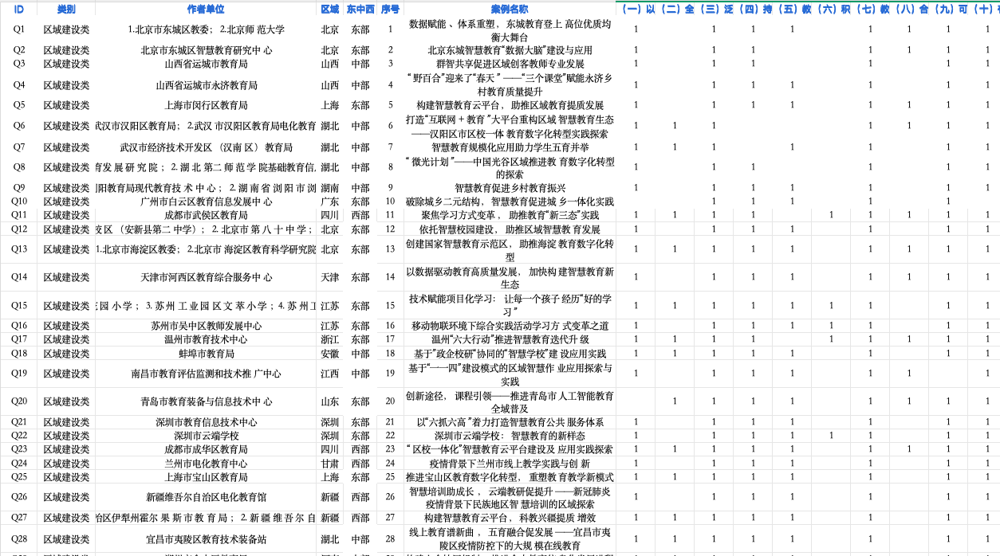 ID 类别 作者单位 区域 东中西 序号 案例名称 （一）以 （二）全 （三）泛 （四）持 （五）教 （六）积 （七）教 （八）合 （九）可 （十）
Q1 区域建设类 1.北京市东城区教委； 2.北京师 范大学 北京 东部 1 数据赋能 、体系重塑， 东城教育登上 高位优质均衡大舞台 1 1 1 1 1 1 1 1
Q2 区域建设类 北京市东城区智慧教育研究中 心 北京 东部 2 北京东城智慧教育“数据大脑”建设与应用 1 1 1 1 1 1 1
Q3 区域建设类 山西省运城市教育局 山西 中部 3 群智共享促进区域创客教师专业发展 1 1 1 1 1 1
Q4 区域建设类 山西省运城市永济教育局 山西 中部 4 “ 野百合”迎来了“春天 ” ——“三个课堂”赋能永济乡村教育质量提升 1 1 1 1 1 1 1
Q5 区域建设类 上海市闵行区教育局 上海 东部 5 构建智慧教育云平台， 助推区域教育提质发展 1 1 1 1 1 1 1 1
Q6 区域建设类 武汉市汉阳区教育局； 2.武汉 市汉阳区教育局电化教育 湖北 中部 6 打造“互联网 + 教育 ”大平台重构区域 智慧教育生态——汉阳区市区校一体 教育数字化转型实践探索 1 1 1 1 1 1 1
Q7 区域建设类 武汉市经济技术开发区 （汉南 区） 教育局 湖北 中部 7 智慧教育规模化应用助力学生五育并举 1 1 1 1 1 1 1
Q8 区域建设类 育 发 展 研 究 院 ； 2. 湖 北 第 二 师 范 学 院基础教育信 湖北 中部 8 “ 微光计划 ”——中国光谷区域推进教 育数字化转型的探索 1 1 1 1 1 1
Q9 区域建设类 阳教育局现代教育技 术 中 心 ； 2. 湖 南 省 浏 阳 市 浏 湖南 中部 9 智慧教育促进乡村教育振兴 1 1 1 1 1 1 1
Q10 区域建设类 广州市白云区教育信息发展中 心 广东 东部 10 破除城乡二元结构， 智慧教育促进城 乡一体化实践 1 1 1 1 1
Q11 区域建设类 成都市武侯区教育局 四川 西部 11 聚焦学习方式变革 ， 助推教育“新三态”实践 1 1 1 1 1 1 1 1 1
Q12 区域建设类 校 区 （安新县第二 中学）； 2. 北京市 第 八 十 中 学 ； 北京 东部 12 依托智慧校园建设， 助推区域智慧教 育发展 1 1 1 1 1 1 1
Q13 区域建设类 1.北京市海淀区教委； 2.北京市 海淀区教育科学研究院 北京 东部 13 创建国家智慧教育示范区， 助推海淀 教育数字化转型 1 1 1 1 1 1 1 1 1
Q14 区域建设类 天津市河西区教育综合服务中 心 天津 东部 14 以数据驱动教育高质量发展， 加快构 建智慧教育新生态 1 1 1 1 1 1 1 1
Q15 区域建设类 园 小 学 ； 3. 苏 州 工 业 园 区 文 萃 小 学 ； 4. 苏 州 工 江苏 东部 15 技术赋能项目化学习： 让每一个孩子 经历“好的学习 ” 1 1 1 1 1 1 1 1 1
Q16 区域建设类 苏州市吴中区教师发展中心 江苏 东部 16 移动物联环境下综合实践活动学习方 式变革之道 1 1 1 1 1 1 1 1
Q17 区域建设类 温州市教育技术中心 浙江 东部 17 温州“六大行动”推进智慧教育迭代升 级 1 1 1 1 1 1 1 1 1
Q18 区域建设类 蚌埠市教育局 安徽 中部 18 基于”政企校研“协同的“智慧学校”建 设应用实践 1 1 1 1 1 1 1 1
Q19 区域建设类 南昌市教育评估监测和技术推 广中心 江西 中部 19 基于“一一四”建设模式的区域智慧作 业应用探索与实践 1 1 1 1 1 1 1
Q20 区域建设类 青岛市教育装备与信息技术中 心 山东 东部 20 创新途径， 课程引领——推进青岛市 人工智能教育全域普及 1 1 1 1 1 1 1 1
Q21 区域建设类 深圳市教育信息技术中心 深圳 东部 21 以“六抓六高 ”着力打造智慧教育公共 服务体系 1 1 1 1 1 1 1
Q22 区域建设类 深圳市云端学校 深圳 东部 22 深圳市云端学校： 智慧教育的新样态 1 1 1 1 1 1 1 1
Q23 区域建设类 成都市成华区教育局 四川 西部 23 “ 区校一体化”智慧教育云平台建设及 应用实践探索 1 1 1 1 1 1 1 1 1
Q24 区域建设类 兰州市电化教育中心 甘肃 西部 24 疫情背景下兰州市线上教学实践与创 新 1 1 1 1 1 1 1
Q25 区域建设类 上海市宝山区教育局 上海 东部 25 推进宝山区教育数字化转型， 重塑教 育教学新模式 1 1 1 1 1 1 1 1
Q26 区域建设类 新疆维吾尔自治区电化教育馆 新疆 西部 26 智慧培训助成长 ，云端教研促提升 ——新冠肺炎疫情背景下民族地区智 慧培训的区域探索 1 1 1 1 1 1 1
Q27 区域建设类 治区伊犁州霍尔 果 斯 市 教 育 局 ； 2. 新 疆 维 吾 尔 自 新疆 西部 27 构建智慧教育云平台， 科教兴疆提质 增效 1 1 1 1 1 1 1 1
Q28 区域建设类 宜昌市夷陵区教育技术装备站 湖北 中部 28 线上教育谱新曲 ，五育融合促发展 ——宜昌市夷陵区疫情防控下的大规 模在线教育 1 1 1 1 1 1 1 1